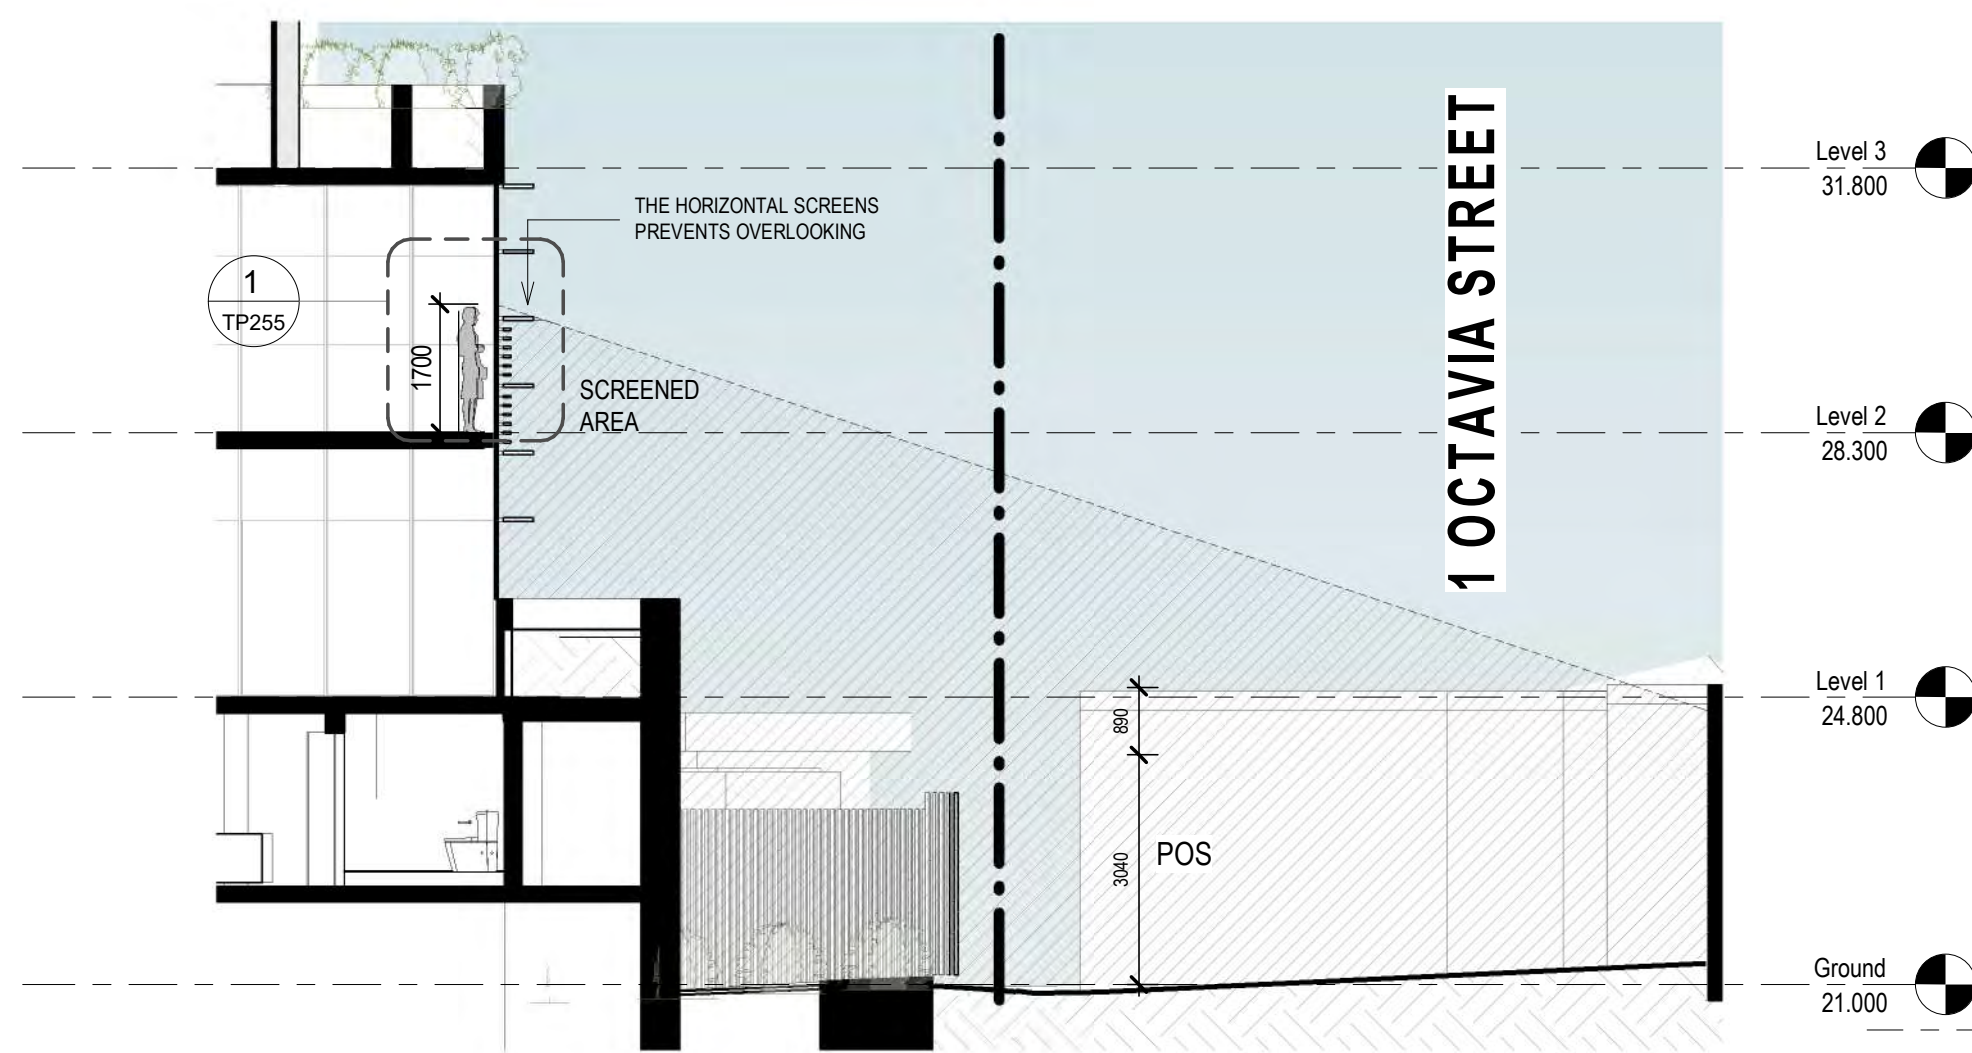 1 OCTAVIA STREET
Level 3
31.800
THE HORIZONTAL SCREENS
PREVENTS OVERLOOKING
1
TP255
1700
SCREENED
AREA
Level 2
28.300
Level 1
24.800
890
3040
POS
Ground
21.000